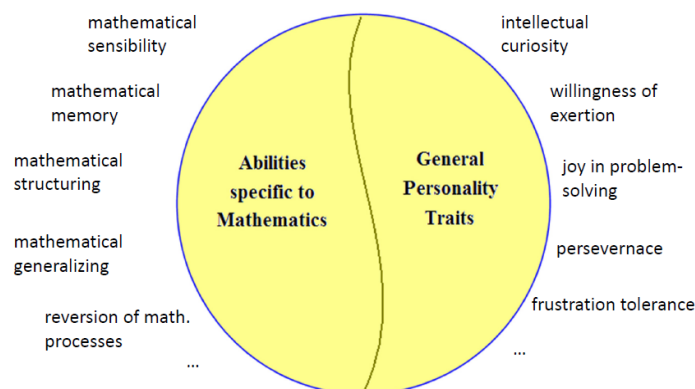 mathematical
sensibility
mathematical
memory
mathematical
structuring
mathematical
generalizing
reversion of math.
processes
...
Abilities
specific to
Mathematics
General
Personality
Traits
intellectual
curiosity
willingness of
exertion
joy in problem-
solving
persevernace
frustration tolerance
...